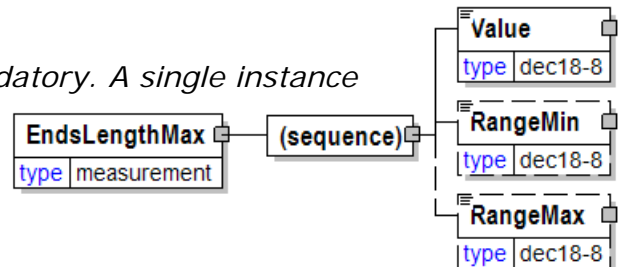 Value
type dec18-8
datory. A single instance
EndsLengthMax
type measurement
(sequence)
RangeMin
type dec18-8
RangeMax
type dec18-8